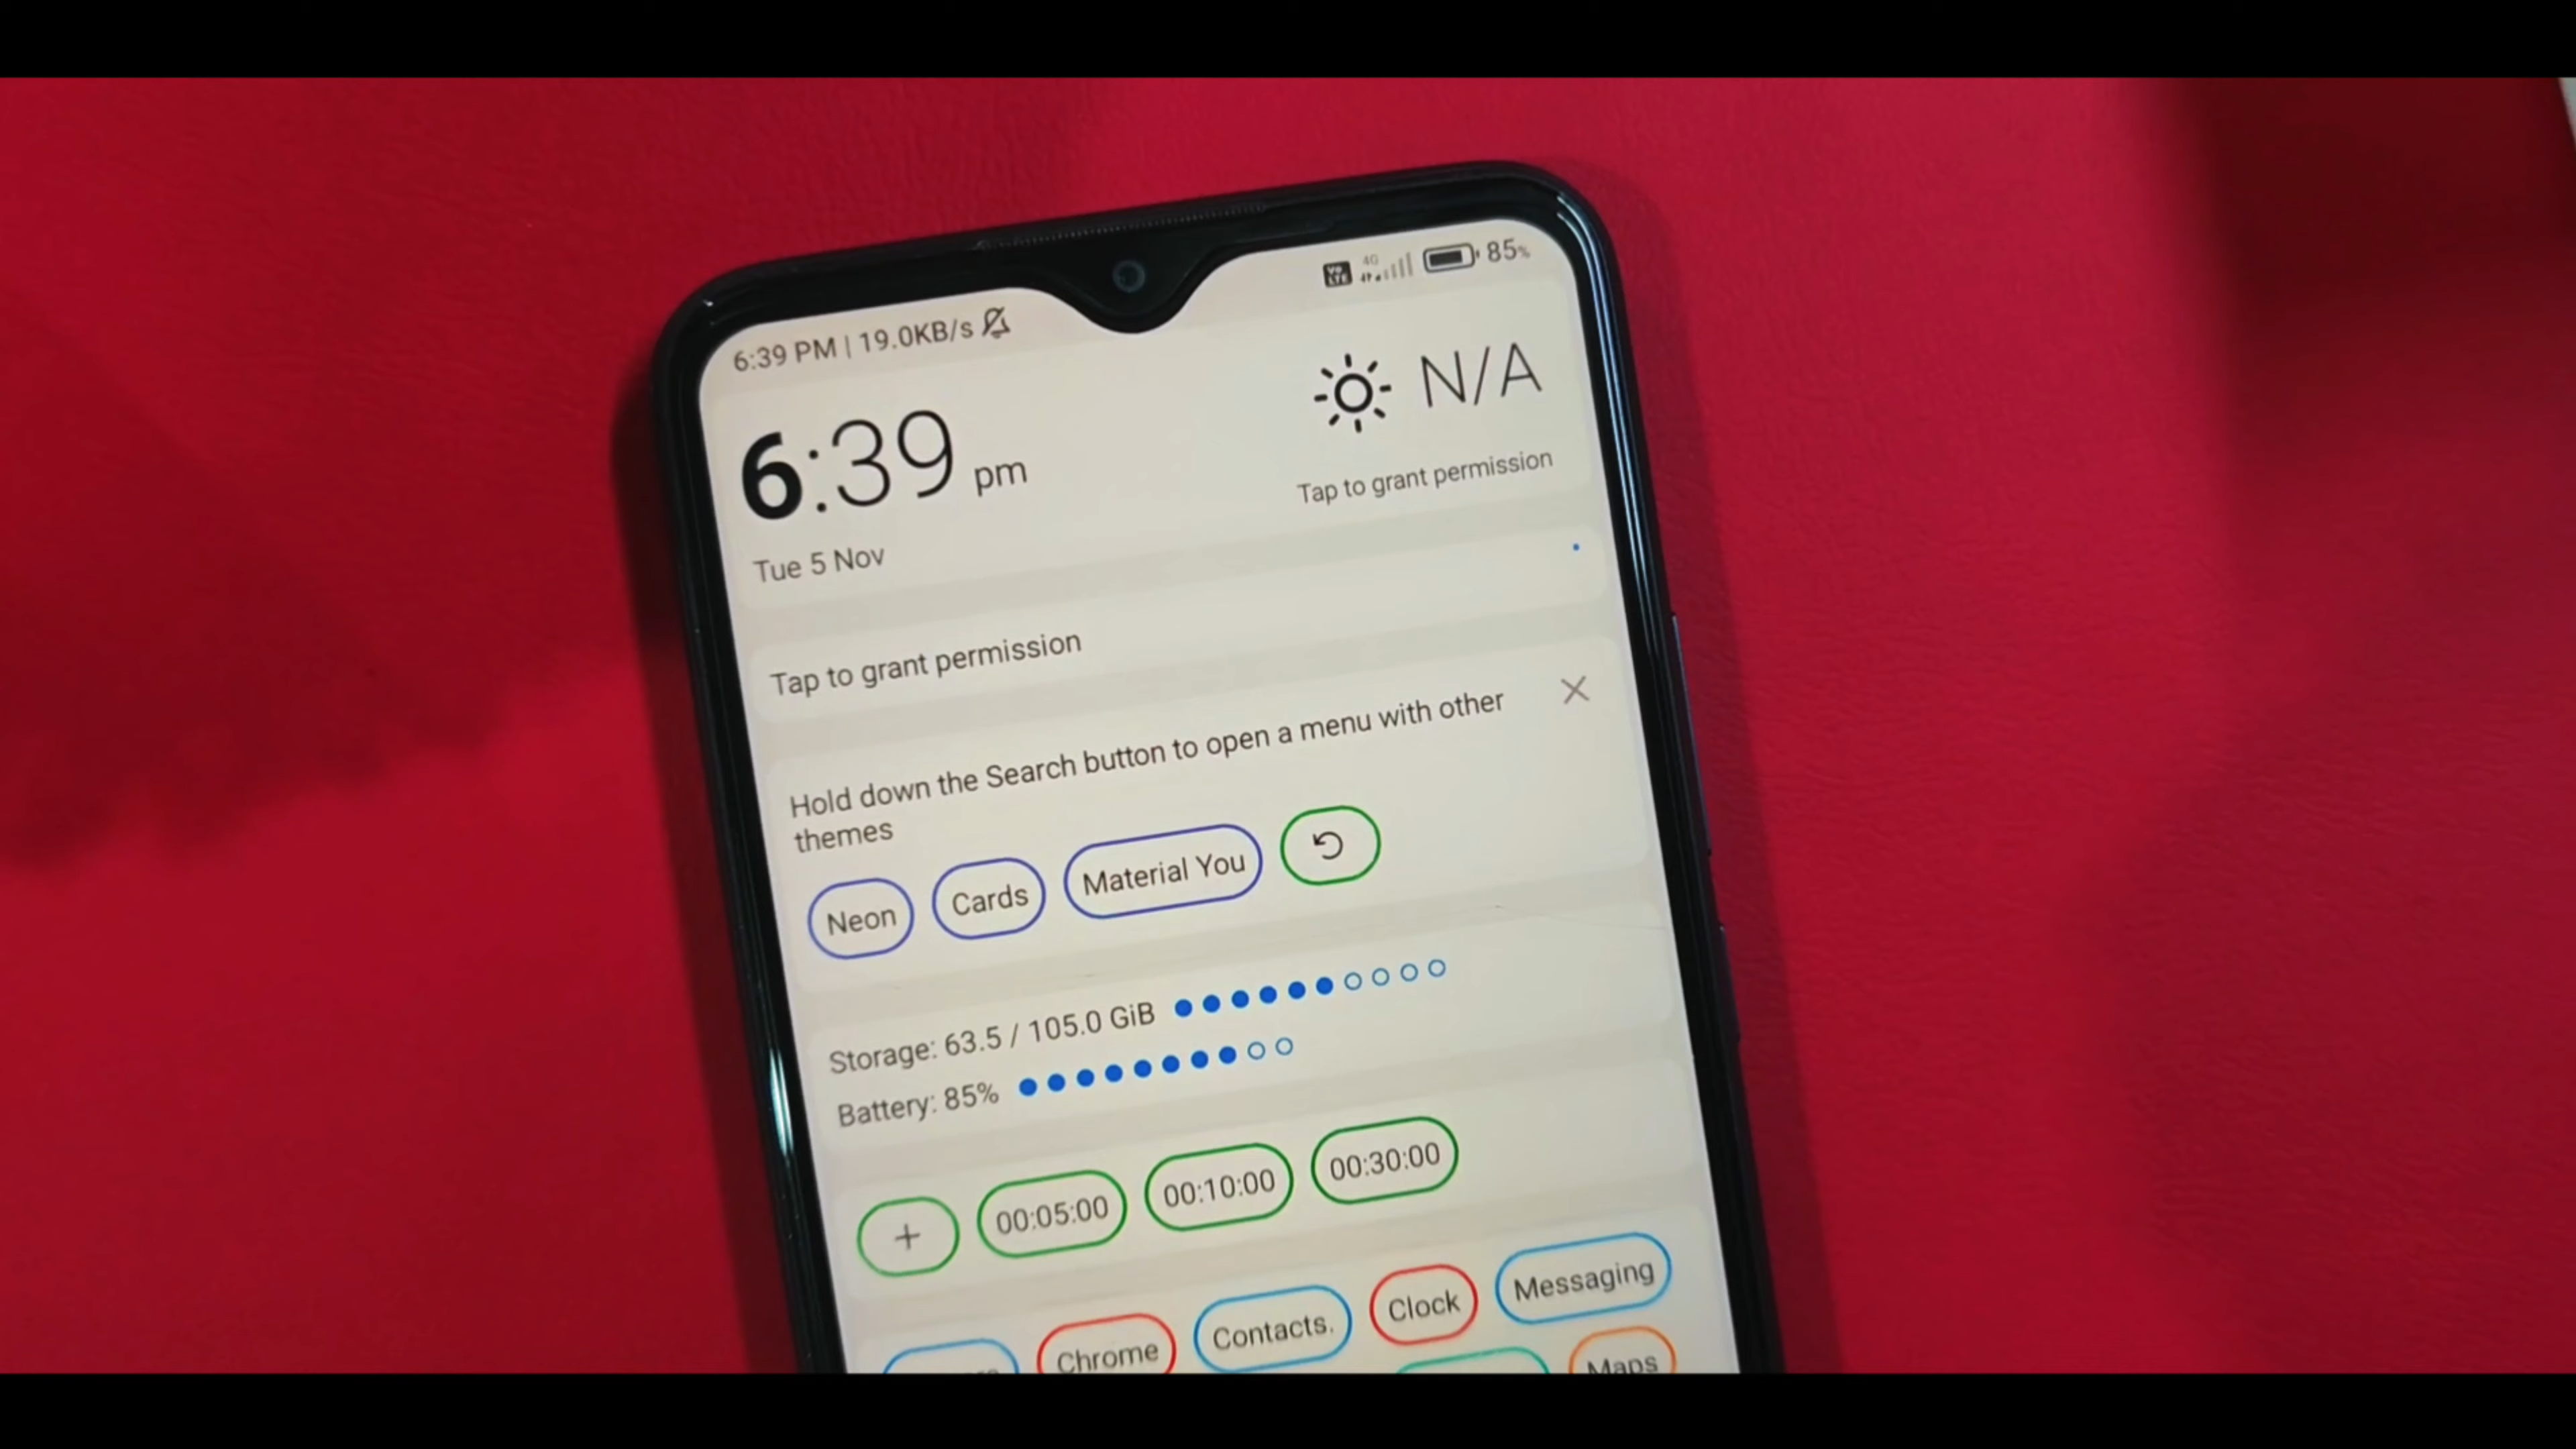 6:39 PM | 19.0KB/s
Vo LTE 4G 85%
6:39 pm
N/A
Tap to grant permission
Tue 5 Nov
Tap to grant permission
Hold down the Search button to open a menu with other
themes
Neon Cards Material You
Storage: 63.5 / 105.0 GiB
Battery: 85%
+ 00:05:00 00:10:00 00:30:00
Chrome Contacts. Clock Messaging
Maps